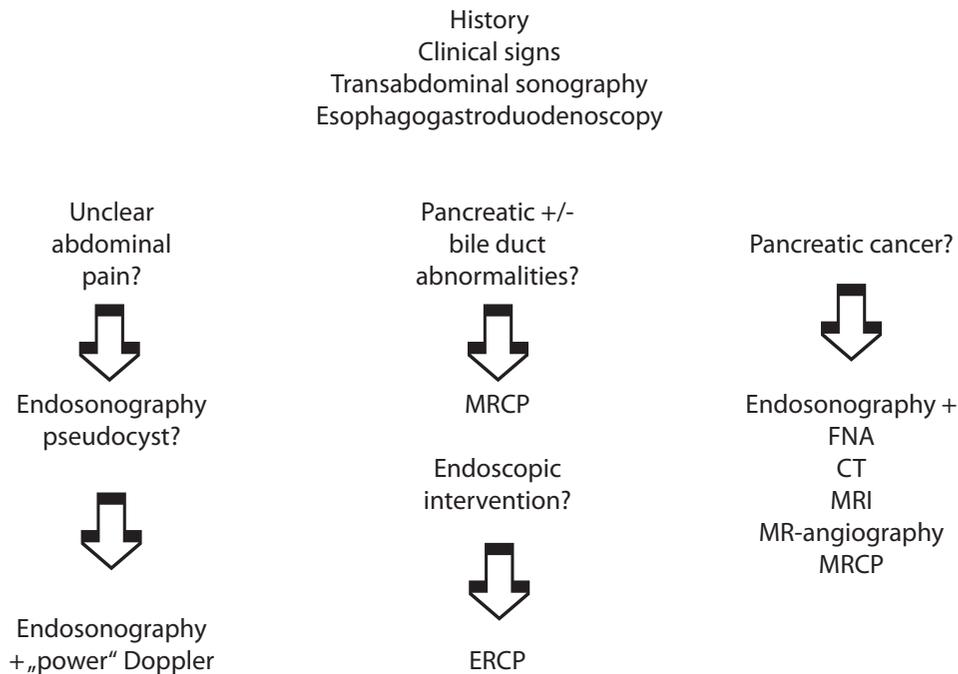 History
Clinical signs
Transabdominal sonography
Esophagogastroduodenoscopy
Unclear
abdominal
pain?
Endosonography
pseudocyst?
Endosonography
+„power“ Doppler
Pancreatic +/-
bile duct
abnormalities?
MRCP
Endoscopic
intervention?
ERCP
Pancreatic cancer?
Endosonography +
FNA
CT
MRI
MR-angiography
MRCP